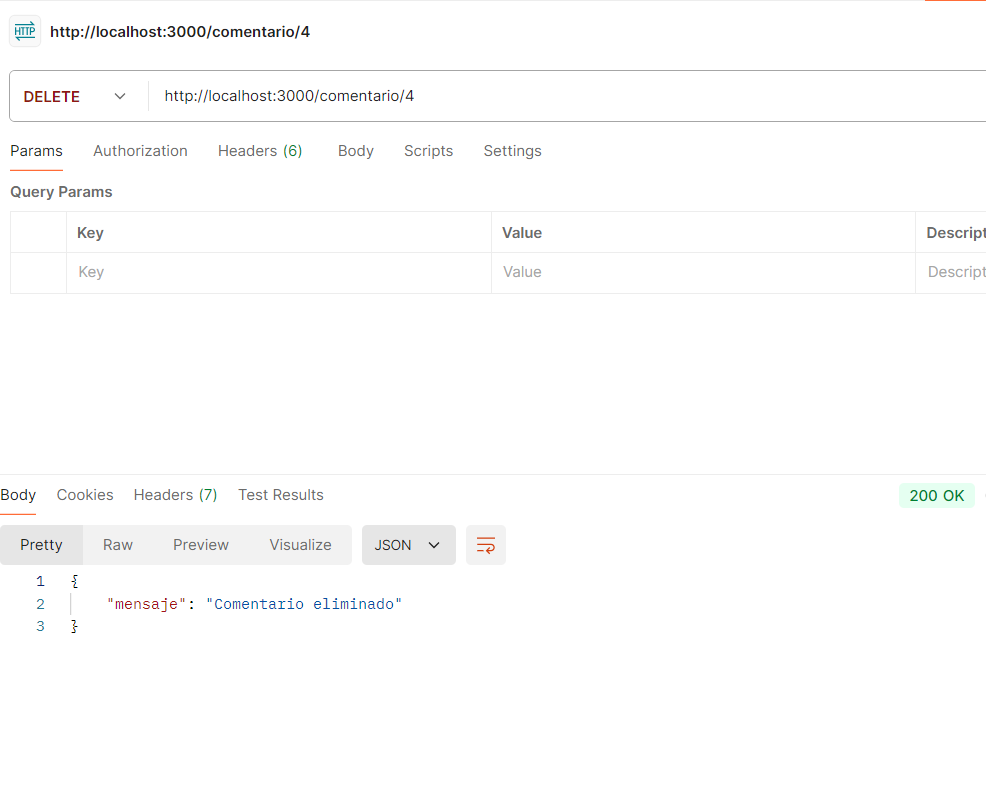 HTTP http://localhost:3000/comentario/4
DELETE http://localhost:3000/comentario/4
Params Authorization Headers (6) Body Scripts Settings
Query Params
Key Value Descript
Key Value Descript
Body Cookies Headers (7) Test Results 200 OK
Pretty Raw Preview Visualize JSON
1 {
2 "mensaje": "Comentario eliminado"
3 }